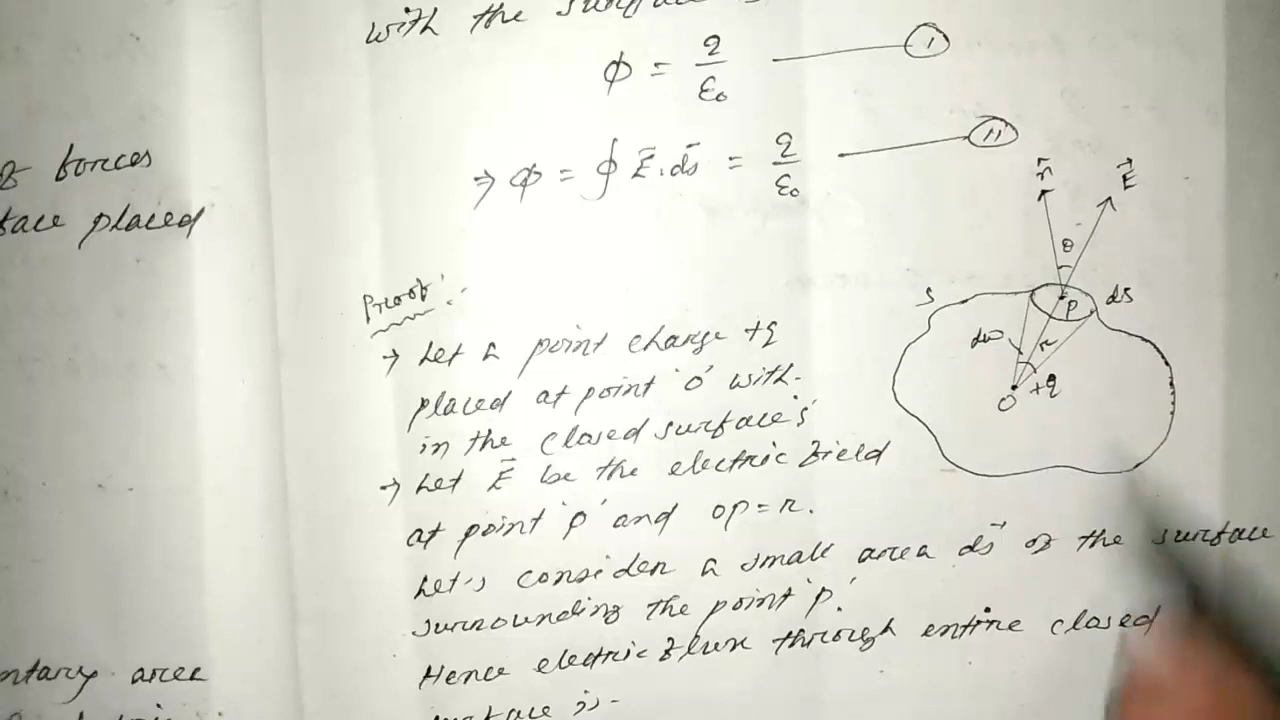 with the surface
φ = q/ε₀ ——— (I)
⇒ φ = ∮ E⃗.ds⃗ = q/ε₀ ——— (II)
forces
face placed
n̂
E⃗
θ
Proof :-
S
P
ds
dω
r
O
+q
→ Let a point charge +q
placed at point 'O' with-
in the closed surface 's'
→ Let E⃗ be the electric field
at point 'p' and op = r.
Let's consider a small area ds⃗ of the surface
surrounding the point 'p'.
Hence electric flux through entire closed
surface is-
ntary area